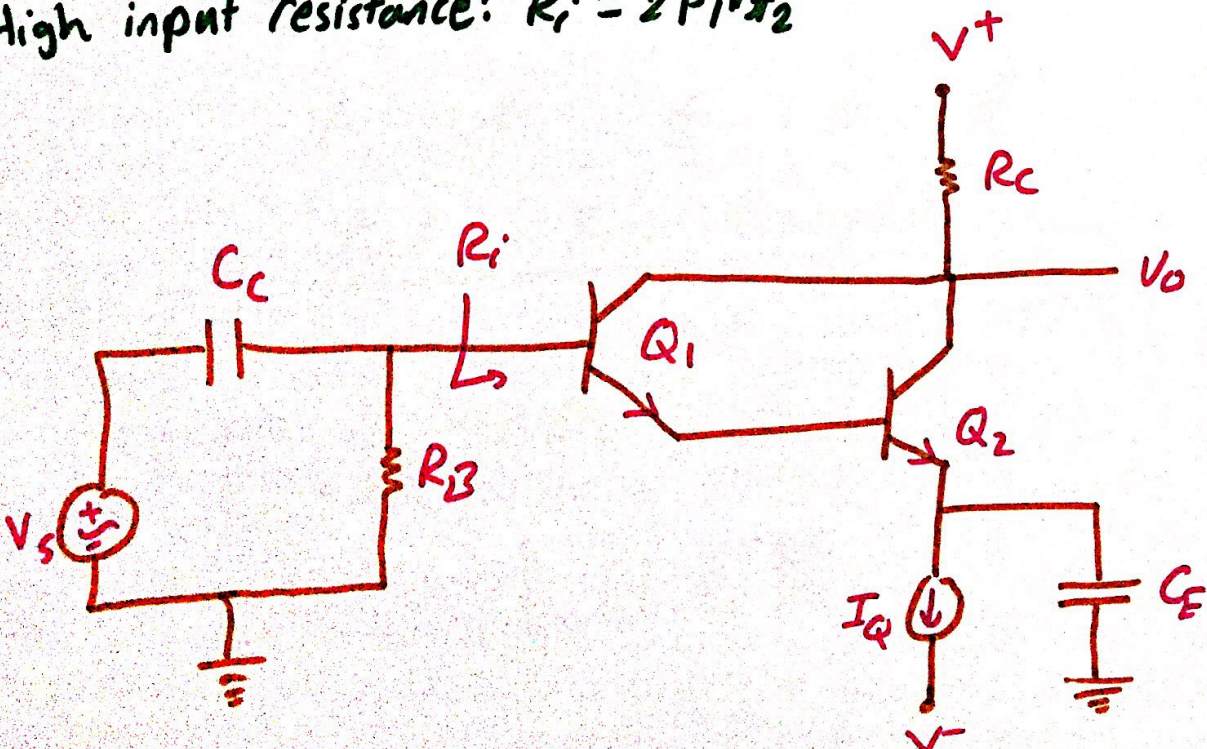 High input resistance: Ri = 2β1rπ2
V+
RC
Ri
CC
Vo
Q1
Q2
RB
Vs
IQ
CE
V-